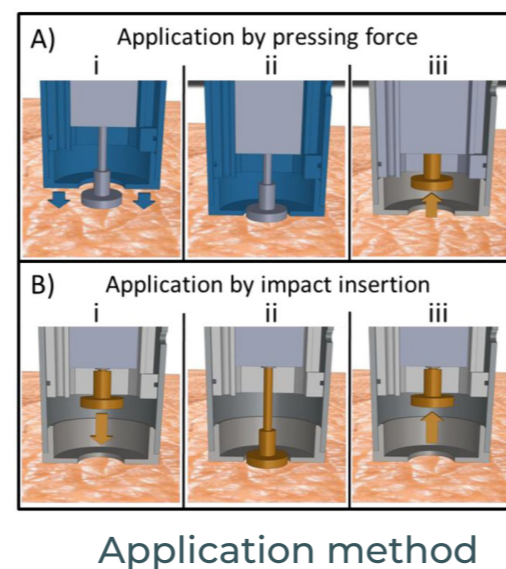 A) Application by pressing force
i ii iii
B) Application by impact insertion
i ii iii
Application method